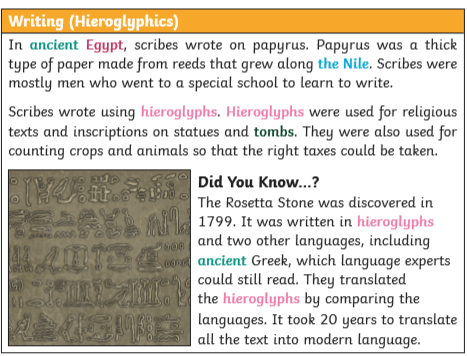 Writing (Hieroglyphics)
In ancient Egypt, scribes wrote on papyrus. Papyrus was a thick
type of paper made from reeds that grew along the Nile. Scribes were
mostly men who went to a special school to learn to write.
Scribes wrote using hieroglyphs. Hieroglyphs were used for religious
texts and inscriptions on statues and tombs. They were also used for
counting crops and animals so that the right taxes could be taken.
Did You Know...?
The Rosetta Stone was discovered in
1799. It was written in hieroglyphs
and two other languages, including
ancient Greek, which language experts
could still read. They translated
the hieroglyphs by comparing the
languages. It took 20 years to translate
all the text into modern language.